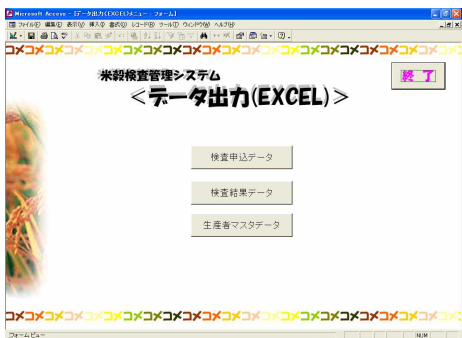 Microsoft Access - [データ出力(EXCEL)メニュー : フォーム]
ファイル(F) 編集(E) 表示(V) 挿入(I) 書式(O) レコード(R) ツール(T) ウィンドウ(W) ヘルプ(H)
コメコメコメコメコメコメコメコメコメコメコメコメコメコメコメコメ
米穀検査管理システム
終 了
＜データ出力(EXCEL)＞
検査申込データ
検査結果データ
生産者マスタデータ
コメコメコメコメコメコメコメコメコメコメコメコメコメコメコメコメ
フォーム ビュー
NUM